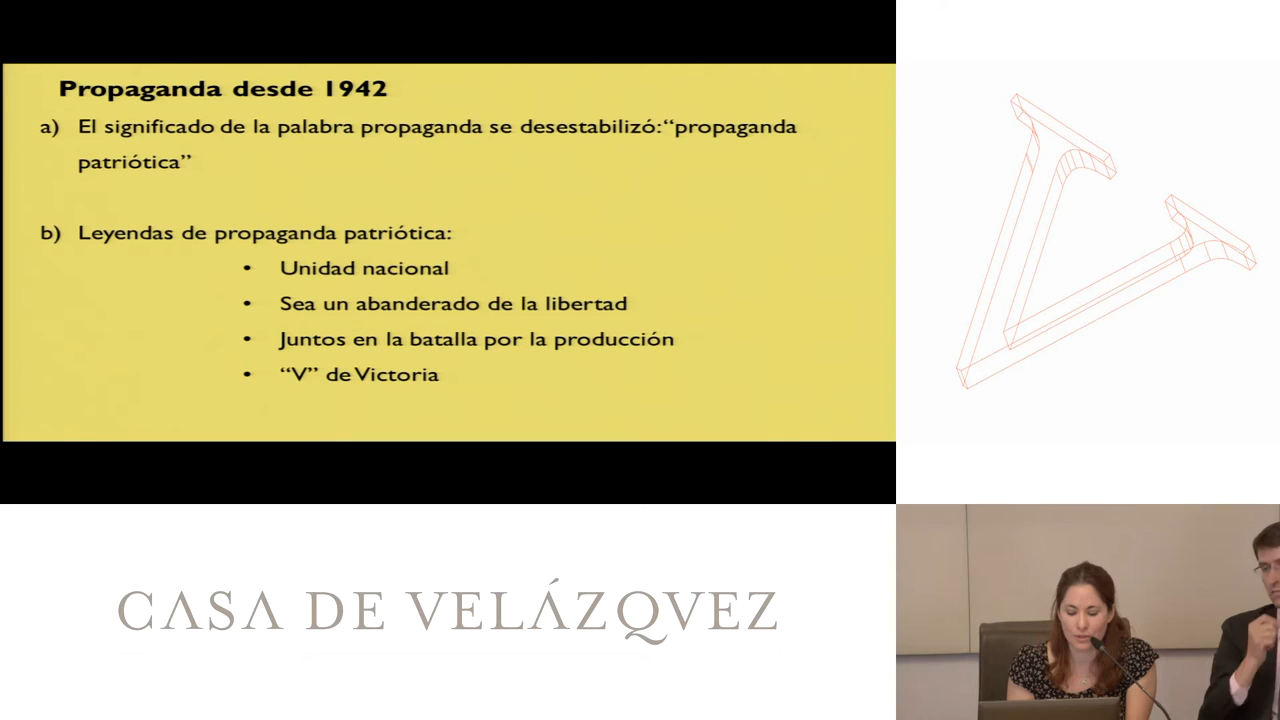 Propaganda desde 1942
a) El significado de la palabra propaganda se desestabilizó: “propaganda
patriótica”
b) Leyendas de propaganda patriótica:
• Unidad nacional
• Sea un abanderado de la libertad
• Juntos en la batalla por la producción
• “V” de Victoria
CASA DE VELÁZQVEZ